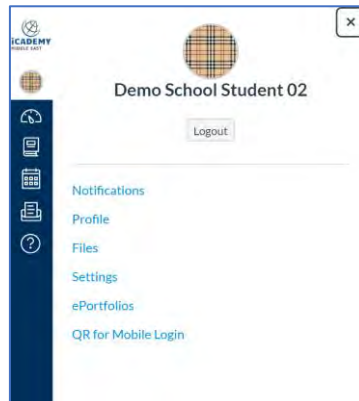 iCADEMY
MIDDLE EAST
×
Demo School Student 02
Logout
Notifications
Profile
Files
Settings
ePortfolios
QR for Mobile Login